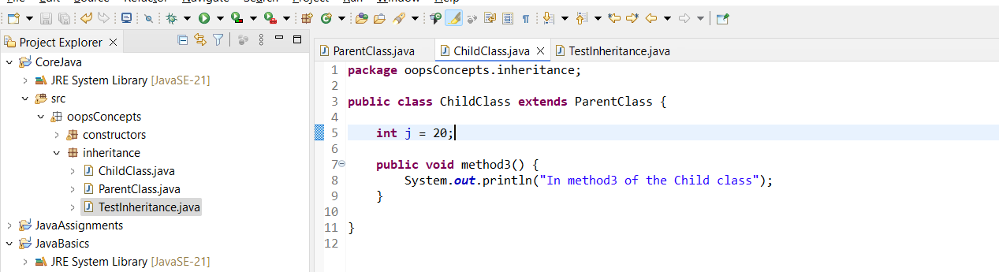 Project Explorer
CoreJava
JRE System Library [JavaSE-21]
src
oopsConcepts
constructors
inheritance
ChildClass.java
ParentClass.java
TestInheritance.java
JavaAssignments
JavaBasics
JRE System Library [JavaSE-21]
ParentClass.java ChildClass.java TestInheritance.java
1 package oopsConcepts.inheritance;
2
3 public class ChildClass extends ParentClass {
4
5 int j = 20;
6
7 public void method3() {
8 System.out.println("In method3 of the Child class");
9 }
10
11 }
12